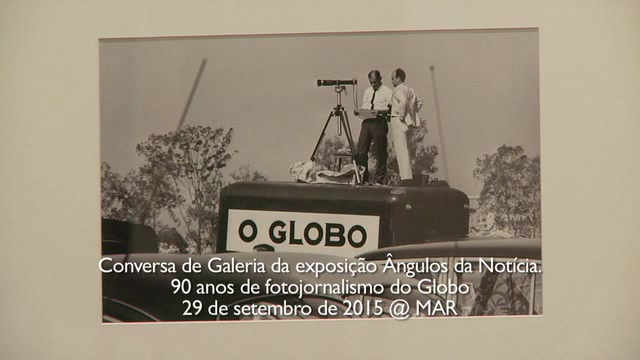 O GLOBO
Conversa de Galeria da exposição Ângulos da Notícia.
90 anos de fotojornalismo do Globo
29 de setembro de 2015 @ MAR